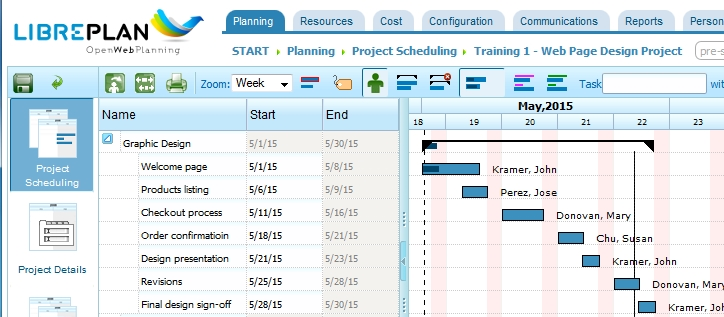 LIBREPLAN
OpenWebPlanning
Planning Resources Cost Configuration Communications Reports
START Planning Project Scheduling Training 1 - Web Page Design Project
Zoom: Week Task
Name Start End
May,2015
18 19 20 21 22 23
Graphic Design 5/1/15 5/30/15
Welcome page 5/1/15 5/8/15 Kramer, John
Products listing 5/6/15 5/9/15 Perez, Jose
Checkout process 5/11/15 5/16/15 Donovan, Mary
Order confirmatioin 5/18/15 5/21/15 Chu, Susan
Design presentation 5/21/15 5/23/15 Kramer, John
Revisions 5/25/15 5/28/15 Donovan, Mary
Final design sign-off 5/28/15 5/30/15 Kramer, John
Project
Scheduling
Project Details